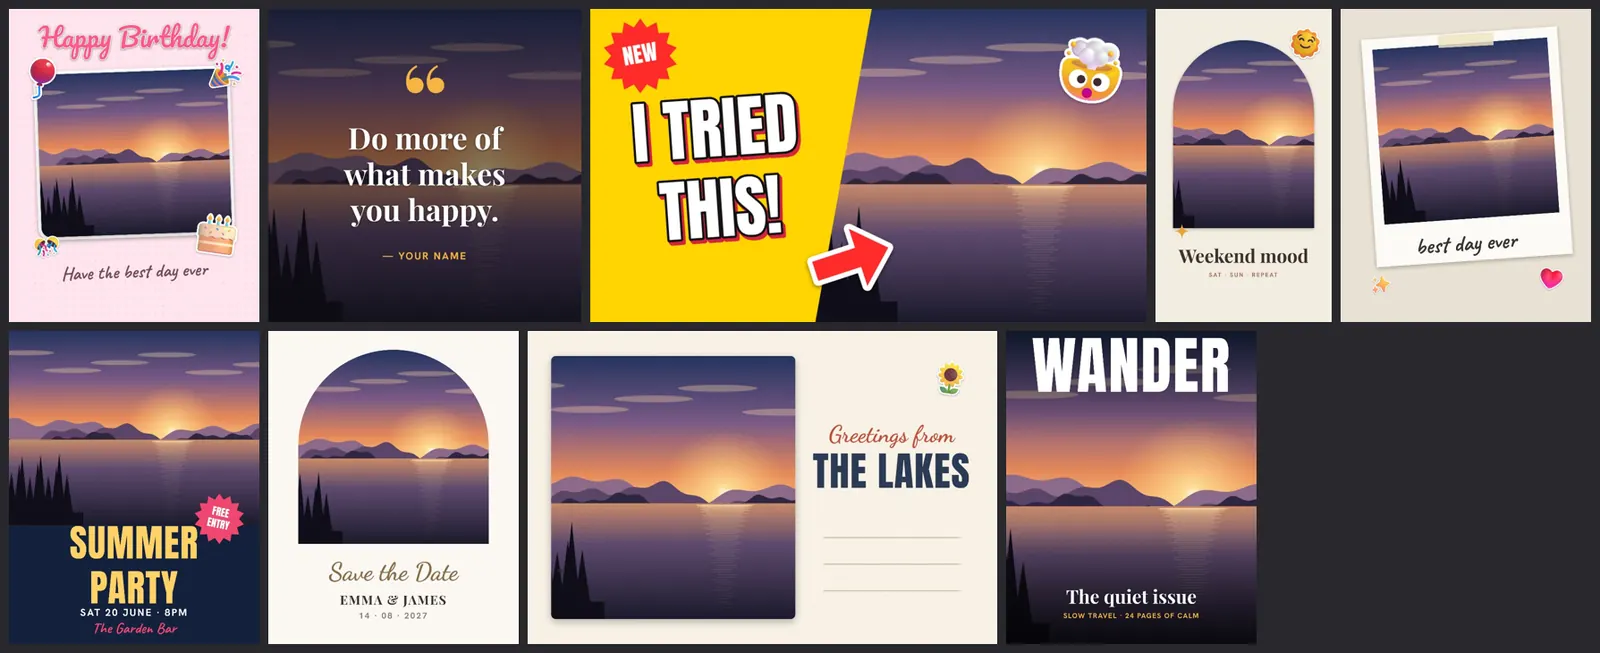 Happy Birthday!
Have the best day ever
Do more of
what makes
you happy.
— YOUR NAME
NEW
I TRIED
THIS!
Weekend mood
SAT · SUN · REPEAT
best day ever
FREE
ENTRY
SUMMER
PARTY
SAT 20 JUNE · 8PM
The Garden Bar
Save the Date
EMMA & JAMES
14 · 08 · 2027
Greetings from
THE LAKES
WANDER
The quiet issue
SLOW TRAVEL · 24 PAGES OF CALM